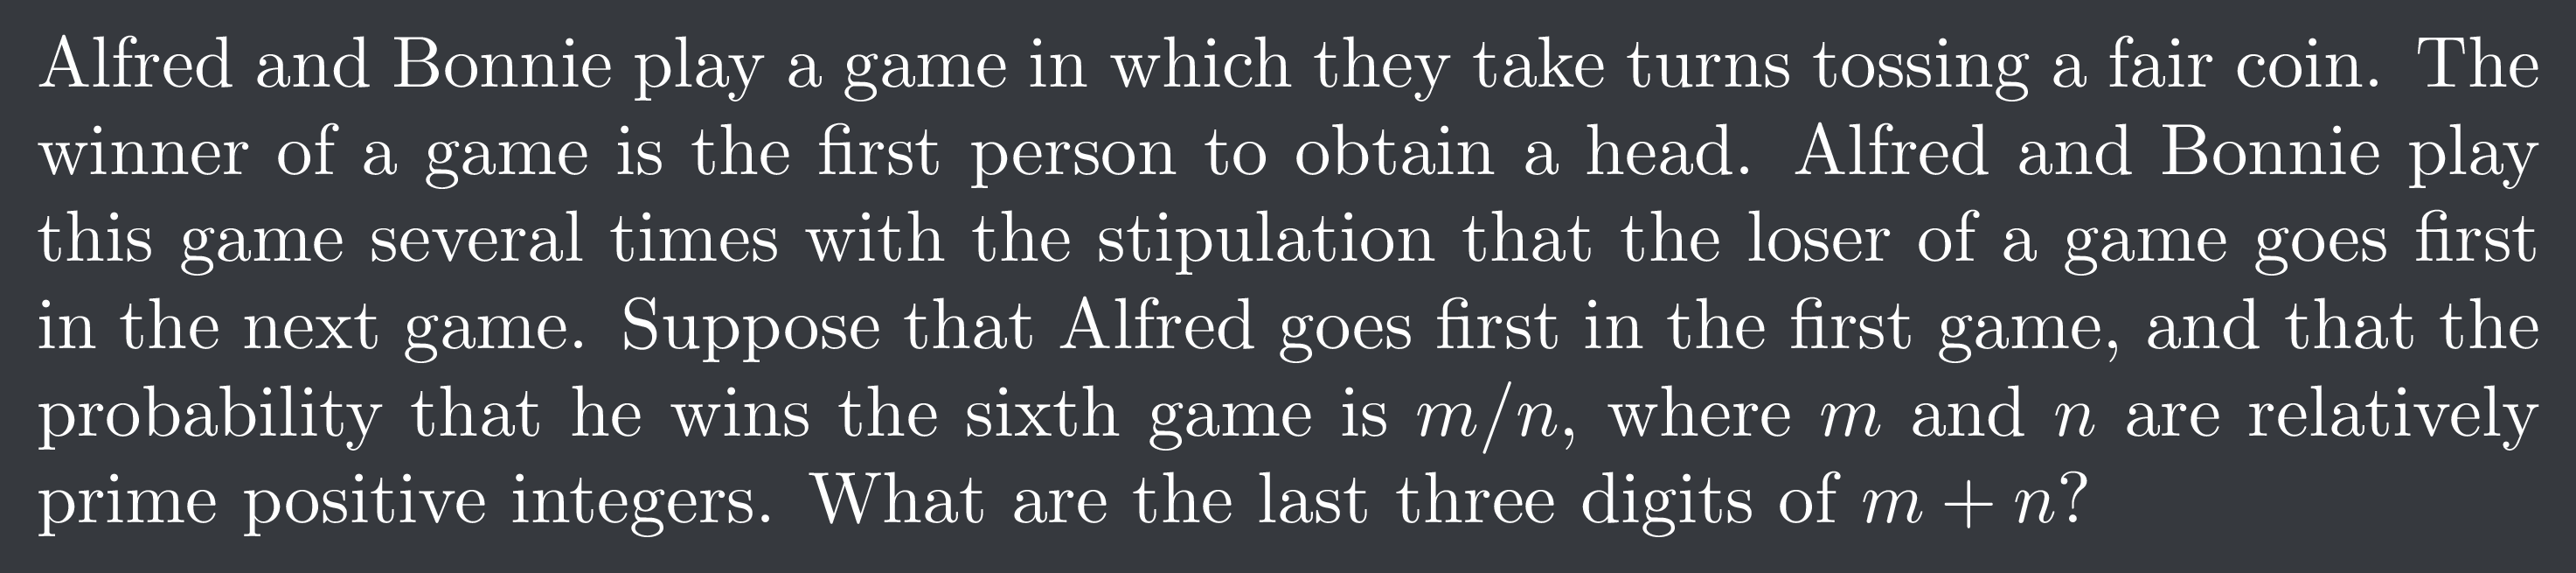 Alfred and Bonnie play a game in which they take turns tossing a fair coin. The
winner of a game is the first person to obtain a head. Alfred and Bonnie play
this game several times with the stipulation that the loser of a game goes first
in the next game. Suppose that Alfred goes first in the first game, and that the
probability that he wins the sixth game is m/n, where m and n are relatively
prime positive integers. What are the last three digits of m + n?